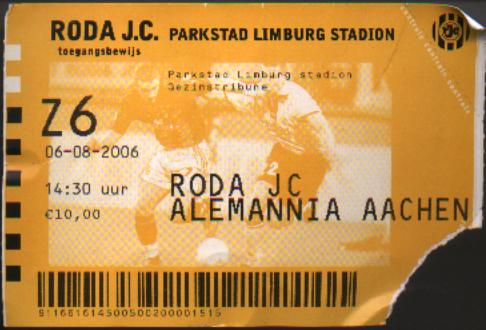 RODA J.C. PARKSTAD LIMBURG STADION
toegangsbewijs
Parkstad Limburg stadion
Gezinstribune
Z6
06-08-2006
14:30 uur
€10,00
RODA JC
ALEMANNIA AACHEN